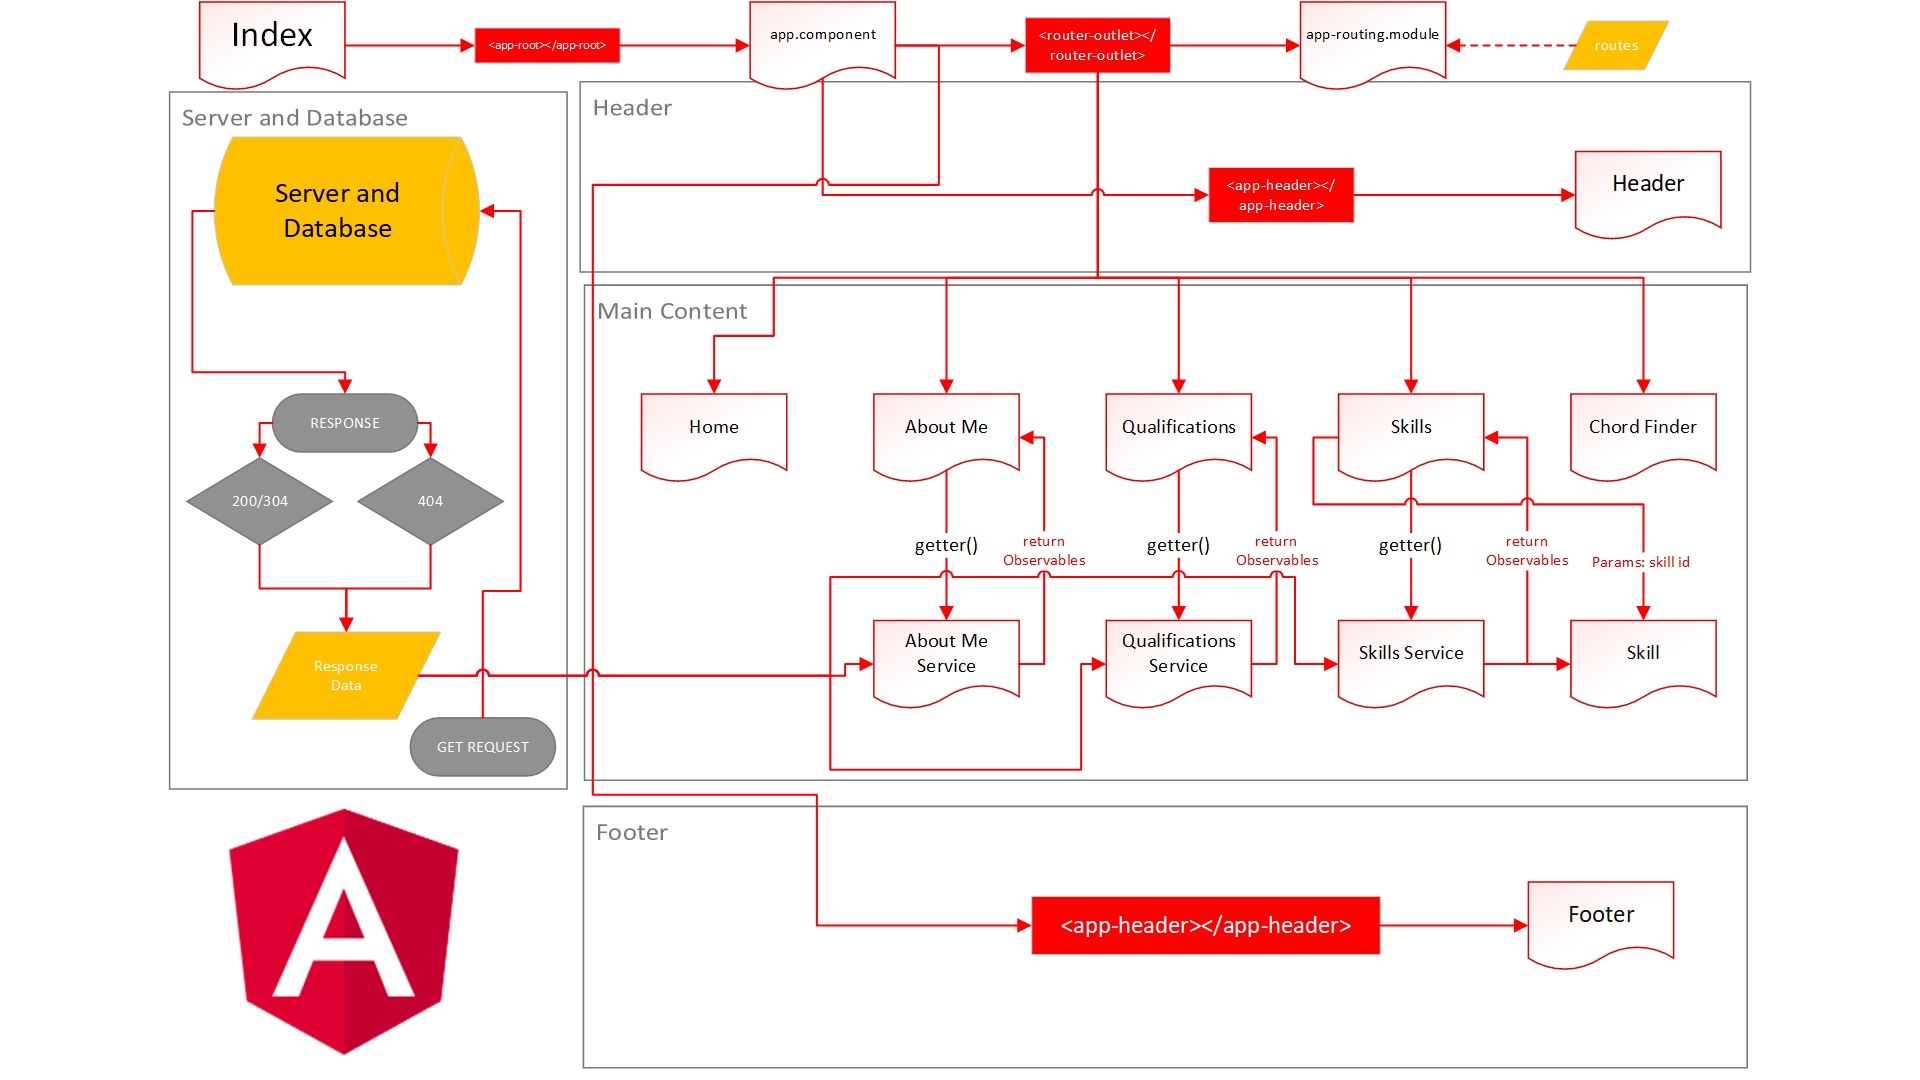 Index
<app-root></app-root>
app.component
<router-outlet></
router-outlet>
app-routing.module
routes
Server and Database
Server and
Database
RESPONSE
200/304
404
Response
Data
GET REQUEST
Header
<app-header></
app-header>
Header
Main Content
Home
About Me
Qualifications
Skills
Chord Finder
getter()
return
Observables
getter()
return
Observables
getter()
return
Observables
Params: skill id
About Me
Service
Qualifications
Service
Skills Service
Skill
Footer
<app-header></app-header>
Footer
A